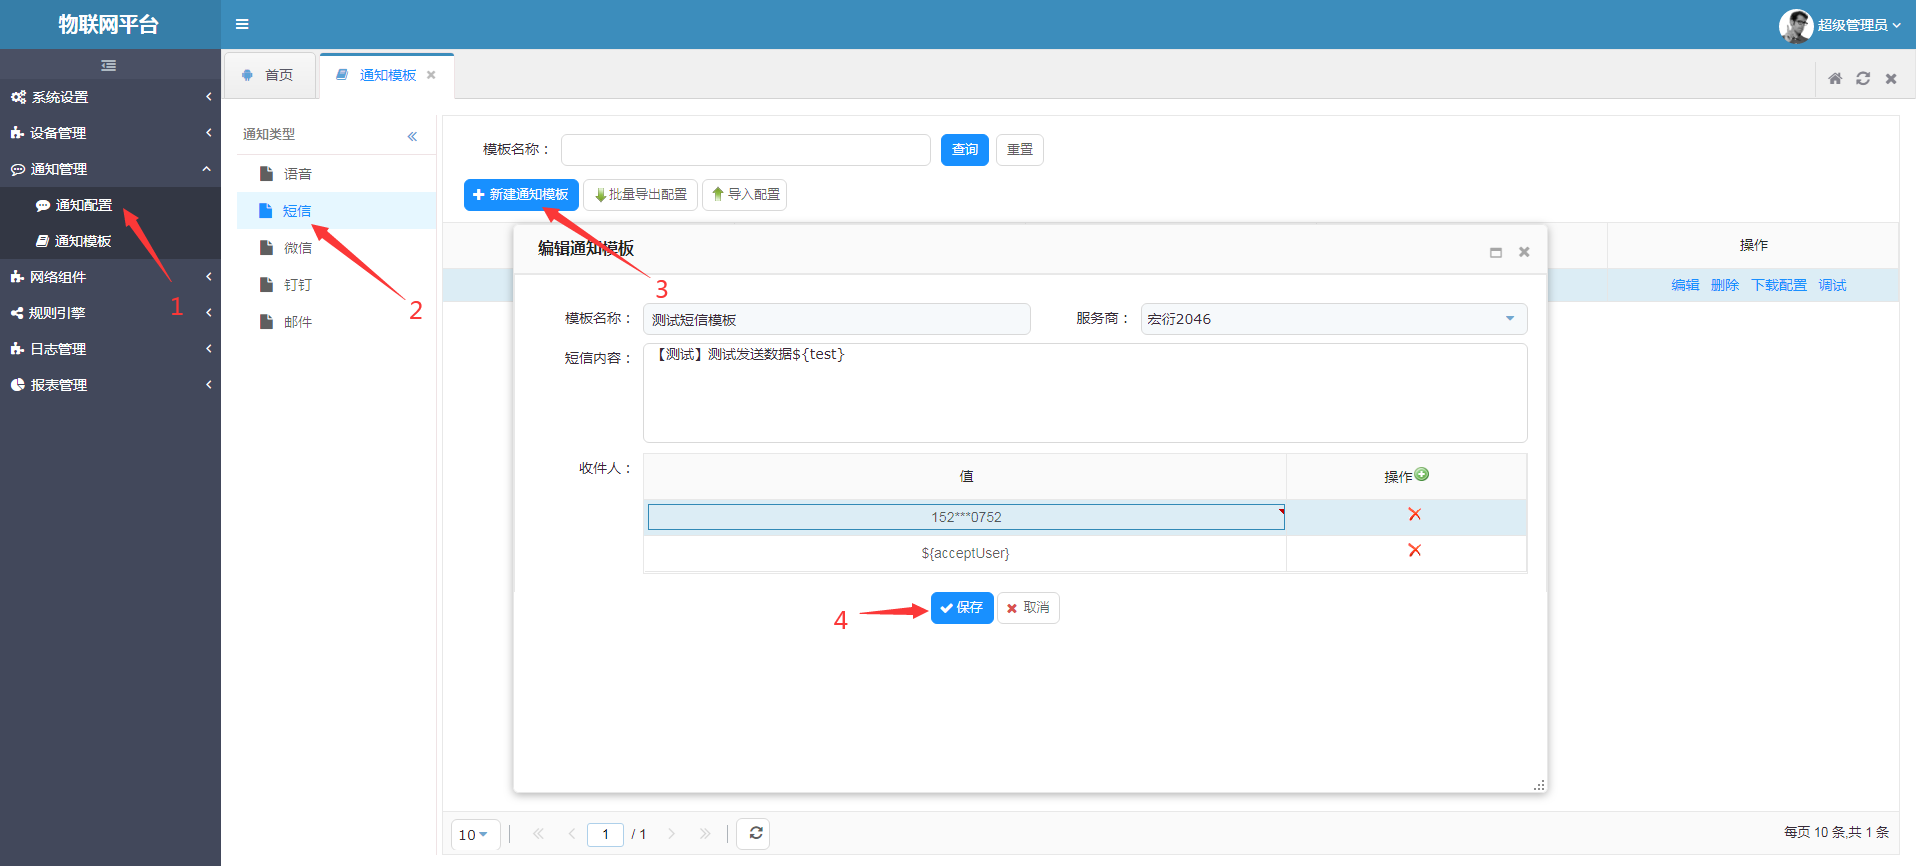 物联网平台
超级管理员
首页
通知模板
系统设置
设备管理
通知管理
通知配置
通知模板
网络组件
规则引擎
日志管理
报表管理
1
通知类型
语音
短信
微信
钉钉
邮件
2
模板名称：
查询
重置
新建通知模板
批量导出配置
导入配置
操作
编辑 删除 下载配置 调试
编辑通知模板
3
模板名称：
测试短信模板
服务商：
宏衍2046
短信内容：
【测试】测试发送数据${test}
收件人：
值
操作
152***0752
${acceptUser}
4
保存
取消
10
1
/ 1
每页 10 条,共 1 条